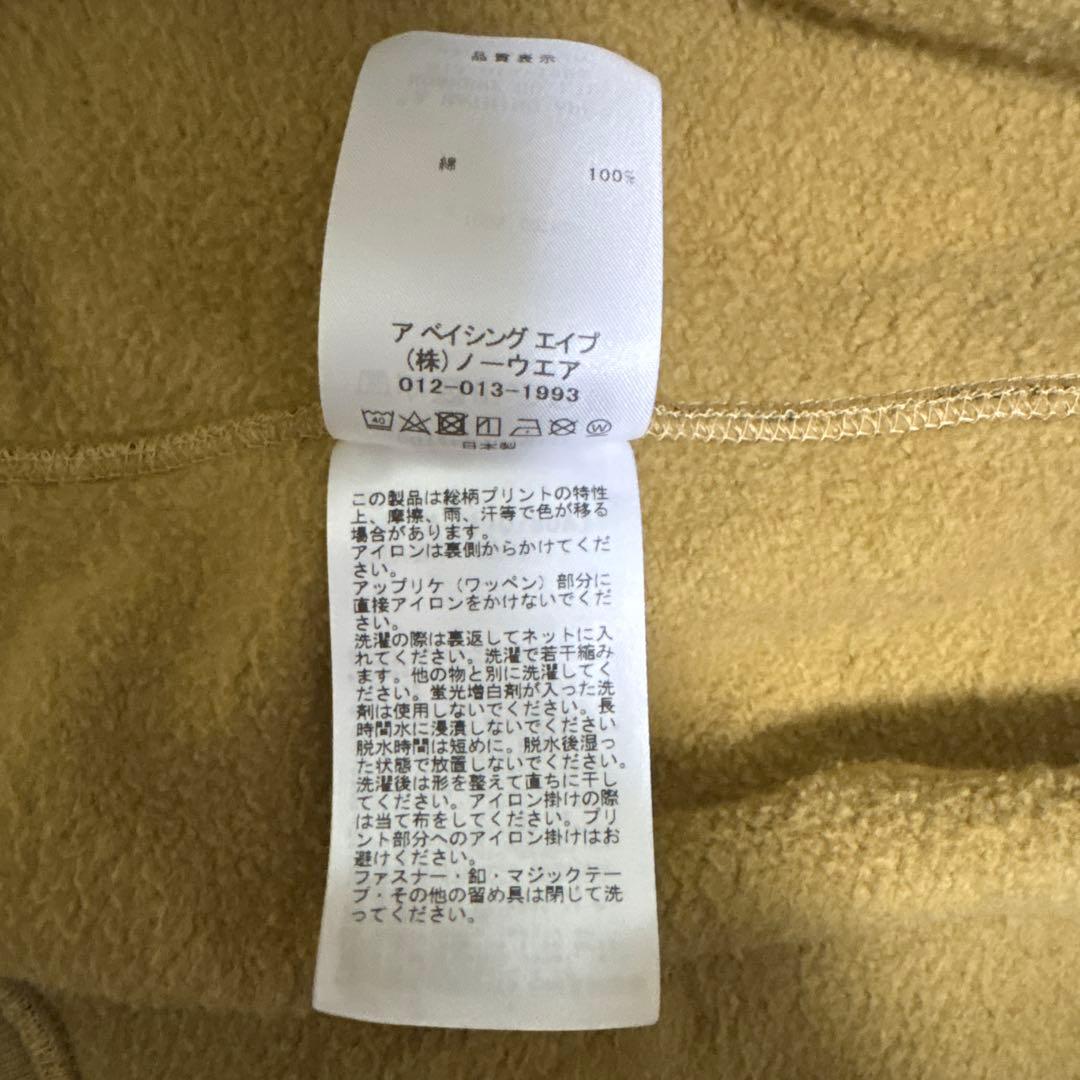 品質表示
綿 100%
ア ベイシング エイプ
(株)ノーウエア
012-013-1993
40
W
日本製
この製品は総柄プリントの特性
上、摩擦、雨、汗等で色が移る
場合があります。
アイロンは裏側からかけてくだ
さい。
アップリケ（ワッペン）部分に
直接アイロンをかけないでくだ
さい。
洗濯の際は裏返してネットに入
れてください。洗濯で若干縮み
ます。他の物と別に洗濯してく
ださい。蛍光増白剤が入った洗
剤は使用しないでください。長
時間水に浸漬しないでください
脱水時間は短めに。脱水後湿っ
た状態で放置しないでください。
洗濯後は形を整えて直ちに干し
てください。アイロン掛けの際
は当て布をしてください。プリ
ント部分へのアイロン掛けはお
避けください。
ファスナー・釦・マジックテー
プ・その他の留め具は閉じて洗
ってください。